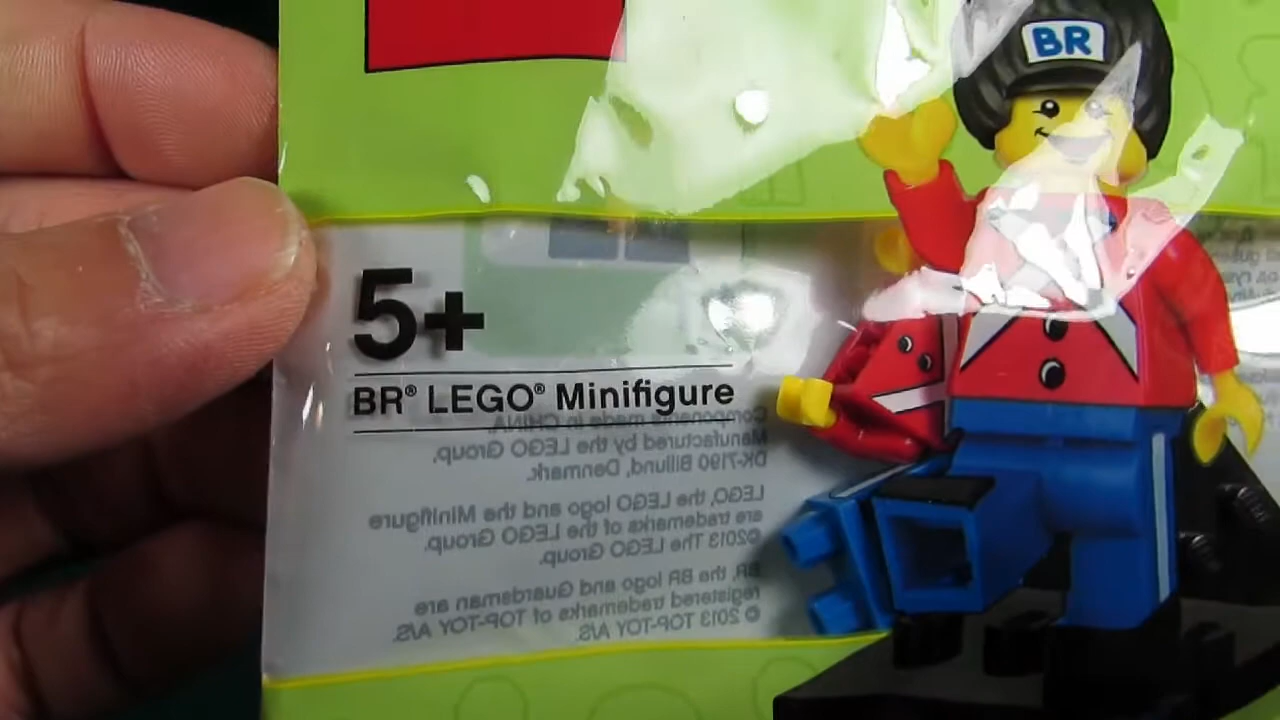 BR
5+
BR® LEGO® Minifigure
Components made in CHINA.
Manufactured by the LEGO Group,
DK-7190 Billund, Denmark.
LEGO, the LEGO logo and the Minifigure
are trademarks of the LEGO Group.
©2013 The LEGO Group.
BR, the BR logo and Guardsman are
registered trademarks of TOP-TOY A/S.
© 2013 TOP-TOY A/S.